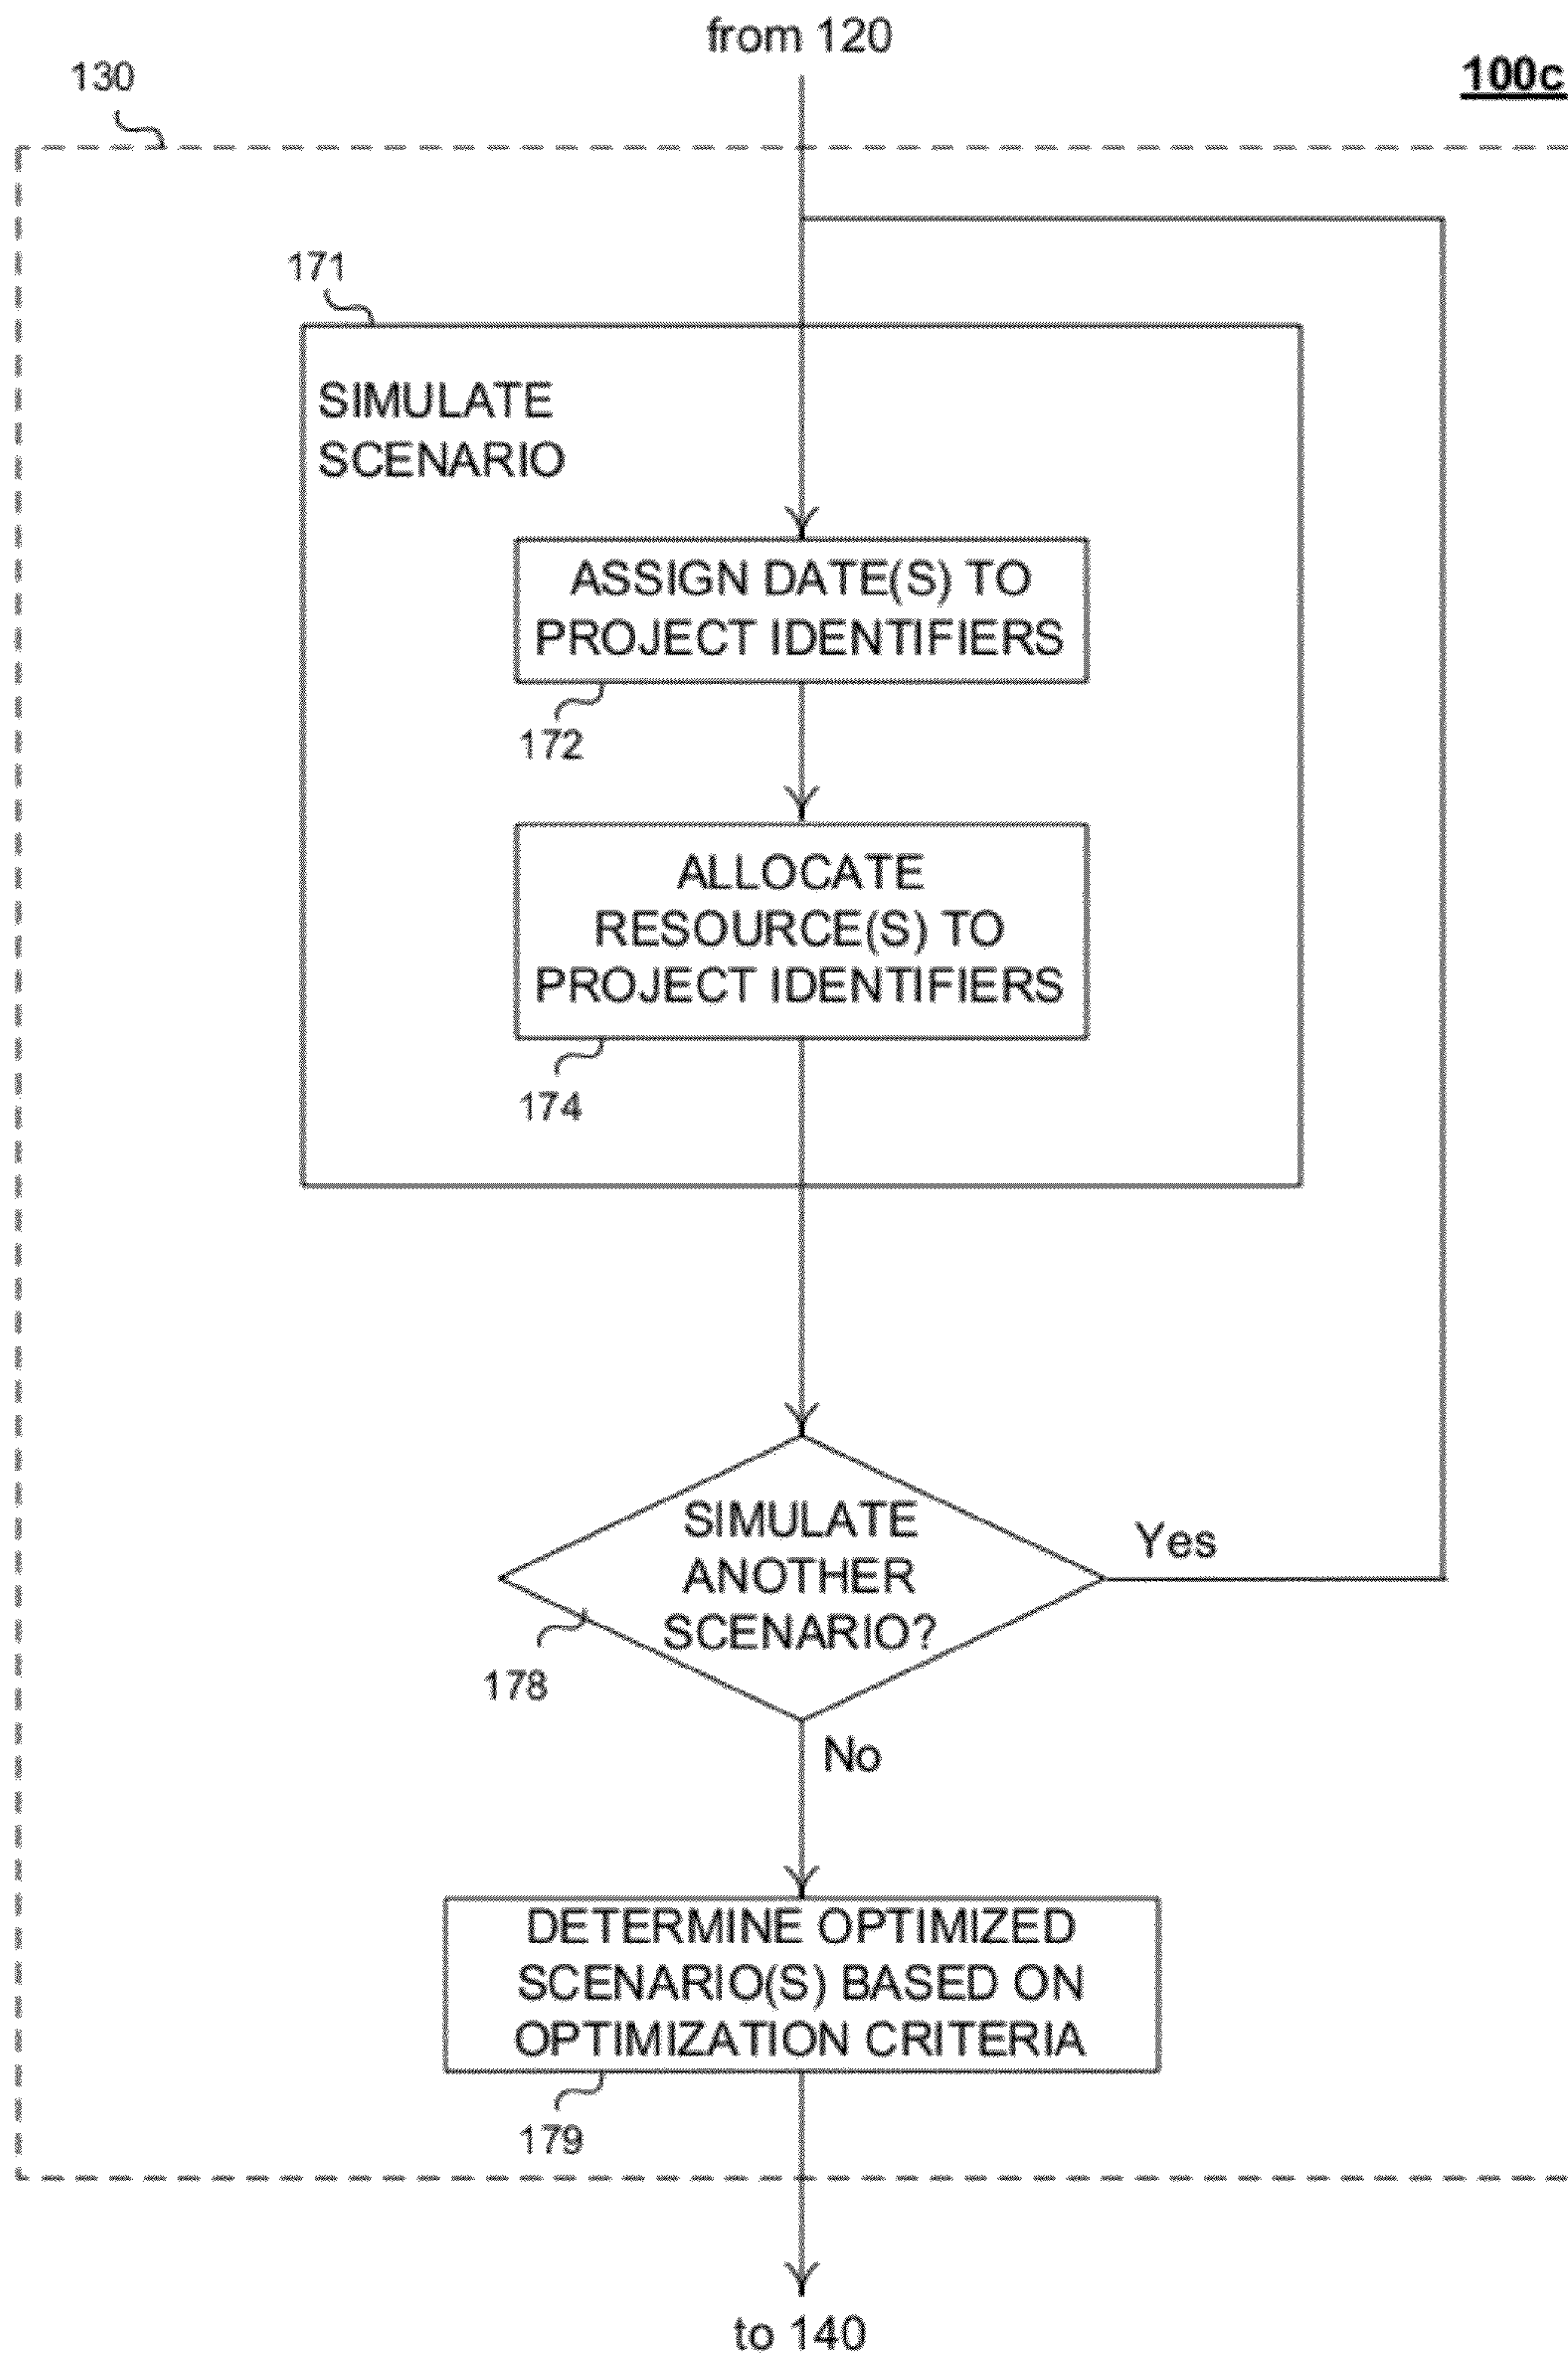 from 120
100c
130
171
SIMULATE
SCENARIO
ASSIGN DATE(S) TO
PROJECT IDENTIFIERS
172
ALLOCATE
RESOURCE(S) TO
PROJECT IDENTIFIERS
174
SIMULATE
ANOTHER
SCENARIO?
Yes
178
No
DETERMINE OPTIMIZED
SCENARIO(S) BASED ON
OPTIMIZATION CRITERIA
179
to 140